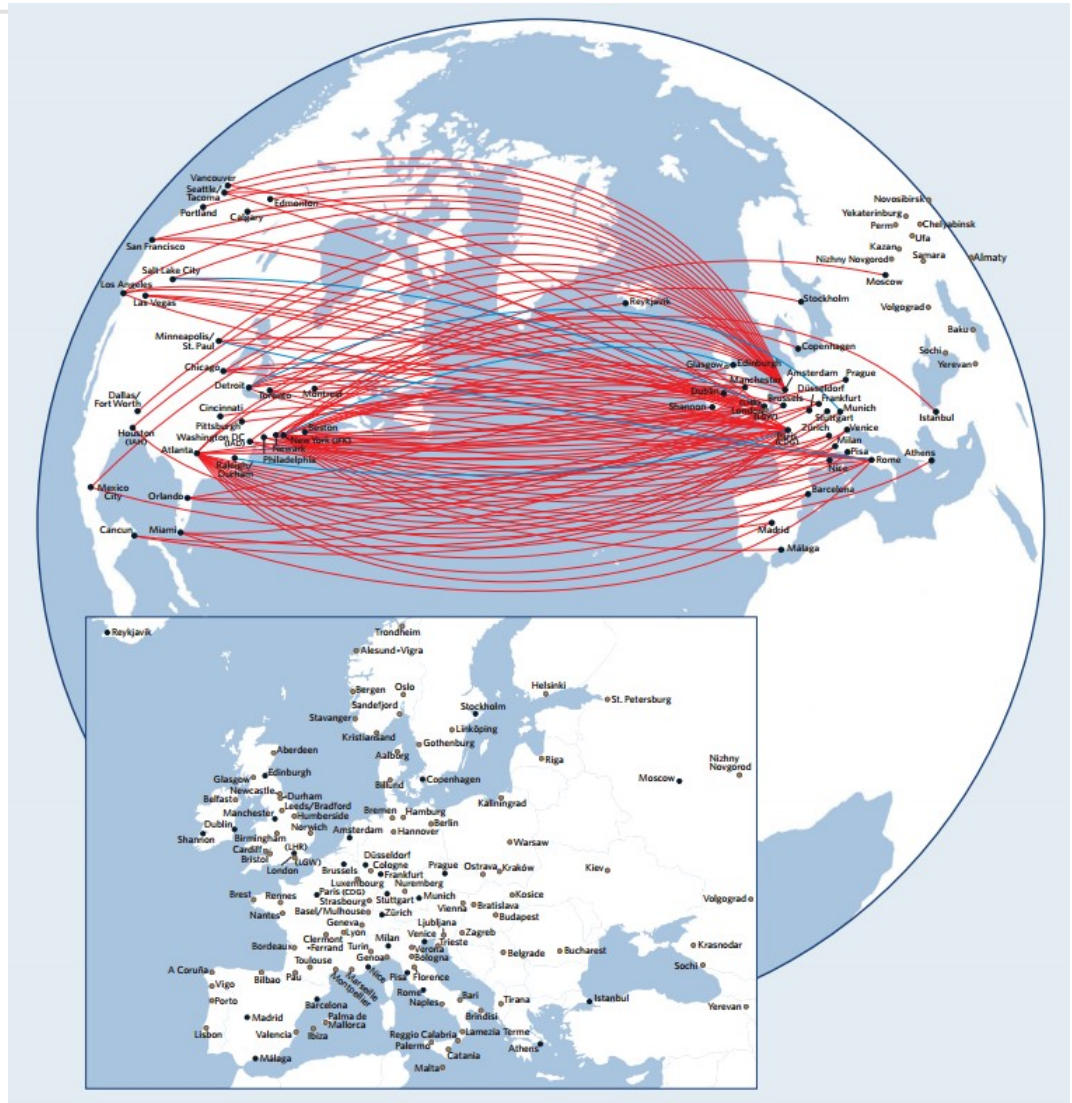 Vancouver
Seattle/
Tacoma
Portland
Calgary
Edmonton
San Francisco
Salt Lake City
Los Angeles
Las Vegas
Minneapolis/
St. Paul
Chicago
Detroit
Toronto
Montreal
Dallas/
Fort Worth
Cincinnati
Pittsburgh
Houston
(IAH)
Washington DC
(IAD)
Atlanta
Boston
New York (JFK)
Newark
Philadelphia
Raleigh/
Durham
Mexico
City
Orlando
Cancun
Miami
Reykjavik
Novosibirsk
Yekaterinburg
Perm
Chelyabinsk
Ufa
Kazan
Nizhny Novgorod
Samara
Almaty
Moscow
Stockholm
Volgograd
Baku
Copenhagen
Sochi
Yerevan
Glasgow
Edinburgh
Manchester
Amsterdam
Prague
Dublin
Düsseldorf
Brussels
Frankfurt
Shannon
London
Stuttgart
Munich
Istanbul
Zürich
Venice
Paris
(CDG)
Milan
Pisa
Nice
Rome
Athens
Barcelona
Madrid
Málaga
Reykjavik
Trondheim
Alesund-Vigra
Bergen
Oslo
Helsinki
St. Petersburg
Sandefjord
Stockholm
Stavanger
Linköping
Kristiansand
Gothenburg
Aalborg
Aberdeen
Riga
Nizhny
Novgorod
Glasgow
Edinburgh
Billund
Copenhagen
Moscow
Newcastle
Durham
Belfast
Leeds/Bradford
Humberside
Kaliningrad
Manchester
Bremen
Hamburg
Berlin
Dublin
Norwich
Hannover
Shannon
Birmingham
Amsterdam
Cardiff
(LHR)
Warsaw
Bristol
(LGW)
London
Düsseldorf
Cologne
Brussels
Frankfurt
Prague
Ostrava
Kraków
Kiev
Luxembourg
Nuremberg
Brest
Rennes
Paris (CDG)
Stuttgart
Munich
Kosice
Volgograd
Strasbourg
Vienna
Bratislava
Nantes
Basel/Mulhouse
Zürich
Budapest
Geneva
Ljubljana
Lyon
Venice
Zagreb
Clermont
-Ferrand
Milan
Trieste
Krasnodar
Bordeaux
Turin
Verona
Belgrade
Bucharest
Genoa
Bologna
Sochi
Toulouse
A Coruña
Bilbao
Pau
Montpellier
Marseille
Nice
Pisa
Florence
Vigo
Rome
Bari
Istanbul
Porto
Barcelona
Naples
Tirana
Yerevan
Madrid
Palma de
Mallorca
Brindisi
Lisbon
Valencia
Ibiza
Reggio Calabria
Lamezia Terme
Palermo
Athens
Málaga
Catania
Malta